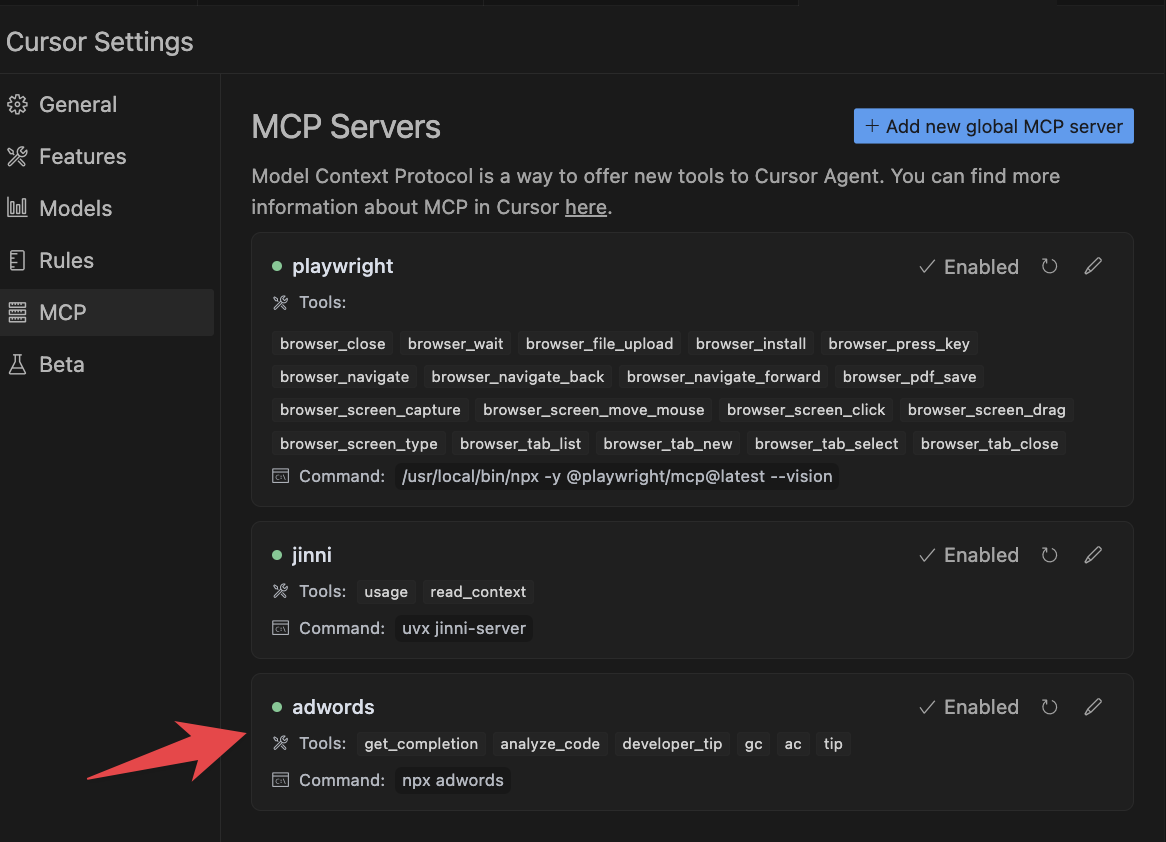 Cursor Settings
General
Features
Models
Rules
MCP
Beta
MCP Servers
+ Add new global MCP server
Model Context Protocol is a way to offer new tools to Cursor Agent. You can find more
information about MCP in Cursor here.
playwright
Enabled
Tools:
browser_close browser_wait browser_file_upload browser_install browser_press_key
browser_navigate browser_navigate_back browser_navigate_forward browser_pdf_save
browser_screen_capture browser_screen_move_mouse browser_screen_click browser_screen_drag
browser_screen_type browser_tab_list browser_tab_new browser_tab_select browser_tab_close
Command: /usr/local/bin/npx -y @playwright/mcp@latest --vision
jinni
Enabled
Tools: usage read_context
Command: uvx jinni-server
adwords
Enabled
Tools: get_completion analyze_code developer_tip gc ac tip
Command: npx adwords